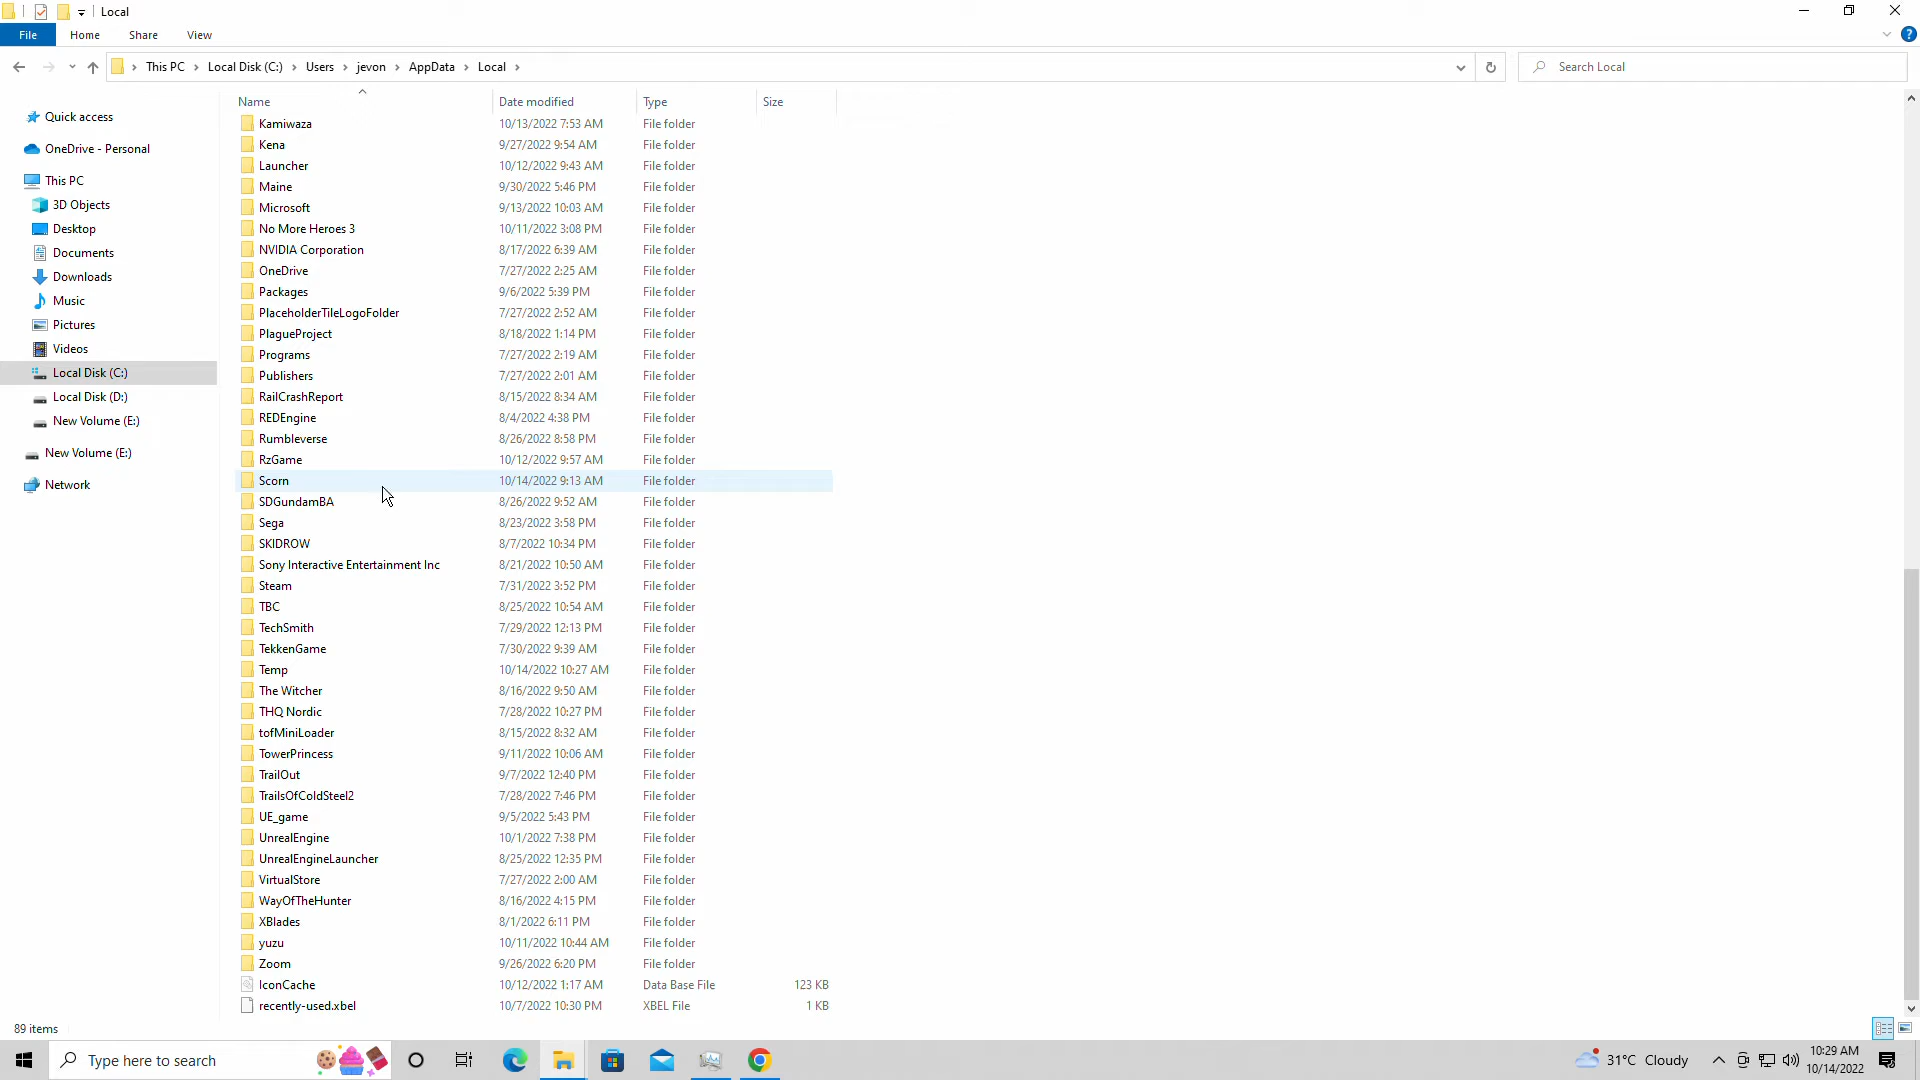 Local
File Home Share View
This PC Local Disk (C:) Users jevon AppData Local
Search Local
Name Date modified Type Size
Quick access
OneDrive - Personal
This PC
3D Objects
Desktop
Documents
Downloads
Music
Pictures
Videos
Local Disk (C:)
Local Disk (D:)
New Volume (E:)
New Volume (E:)
Network
Kamiwaza 10/13/2022 7:53 AM File folder
Kena 9/27/2022 9:54 AM File folder
Launcher 10/12/2022 9:43 AM File folder
Maine 9/30/2022 5:46 PM File folder
Microsoft 9/13/2022 10:03 AM File folder
No More Heroes 3 10/11/2022 3:08 PM File folder
NVIDIA Corporation 8/17/2022 6:39 AM File folder
OneDrive 7/27/2022 2:25 AM File folder
Packages 9/6/2022 5:39 PM File folder
PlaceholderTileLogoFolder 7/27/2022 2:52 AM File folder
PlagueProject 8/18/2022 1:14 PM File folder
Programs 7/27/2022 2:19 AM File folder
Publishers 7/27/2022 2:01 AM File folder
RailCrashReport 8/15/2022 8:34 AM File folder
REDEngine 8/4/2022 4:38 PM File folder
Rumbleverse 8/26/2022 8:58 PM File folder
RzGame 10/12/2022 9:57 AM File folder
Scorn 10/14/2022 9:13 AM File folder
SDGundamBA 8/26/2022 9:52 AM File folder
Sega 8/23/2022 3:58 PM File folder
SKIDROW 8/7/2022 10:34 PM File folder
Sony Interactive Entertainment Inc 8/21/2022 10:50 AM File folder
Steam 7/31/2022 3:52 PM File folder
TBC 8/25/2022 10:54 AM File folder
TechSmith 7/29/2022 12:13 PM File folder
TekkenGame 7/30/2022 9:39 AM File folder
Temp 10/14/2022 10:27 AM File folder
The Witcher 8/16/2022 9:50 AM File folder
THQ Nordic 7/28/2022 10:27 PM File folder
tofMiniLoader 8/15/2022 8:32 AM File folder
TowerPrincess 9/11/2022 10:06 AM File folder
TrailOut 9/7/2022 12:40 PM File folder
TrailsOfColdSteel2 7/28/2022 7:46 PM File folder
UE_game 9/5/2022 5:43 PM File folder
UnrealEngine 10/1/2022 7:38 PM File folder
UnrealEngineLauncher 8/25/2022 12:35 PM File folder
VirtualStore 7/27/2022 2:00 AM File folder
WayOfTheHunter 8/16/2022 4:15 PM File folder
XBlades 8/1/2022 6:11 PM File folder
yuzu 10/11/2022 10:44 AM File folder
Zoom 9/26/2022 6:20 PM File folder
IconCache 10/12/2022 1:17 AM Data Base File 123 KB
recently-used.xbel 10/7/2022 10:30 PM XBEL File 1 KB
89 items
Type here to search
31°C Cloudy
10:29 AM
10/14/2022